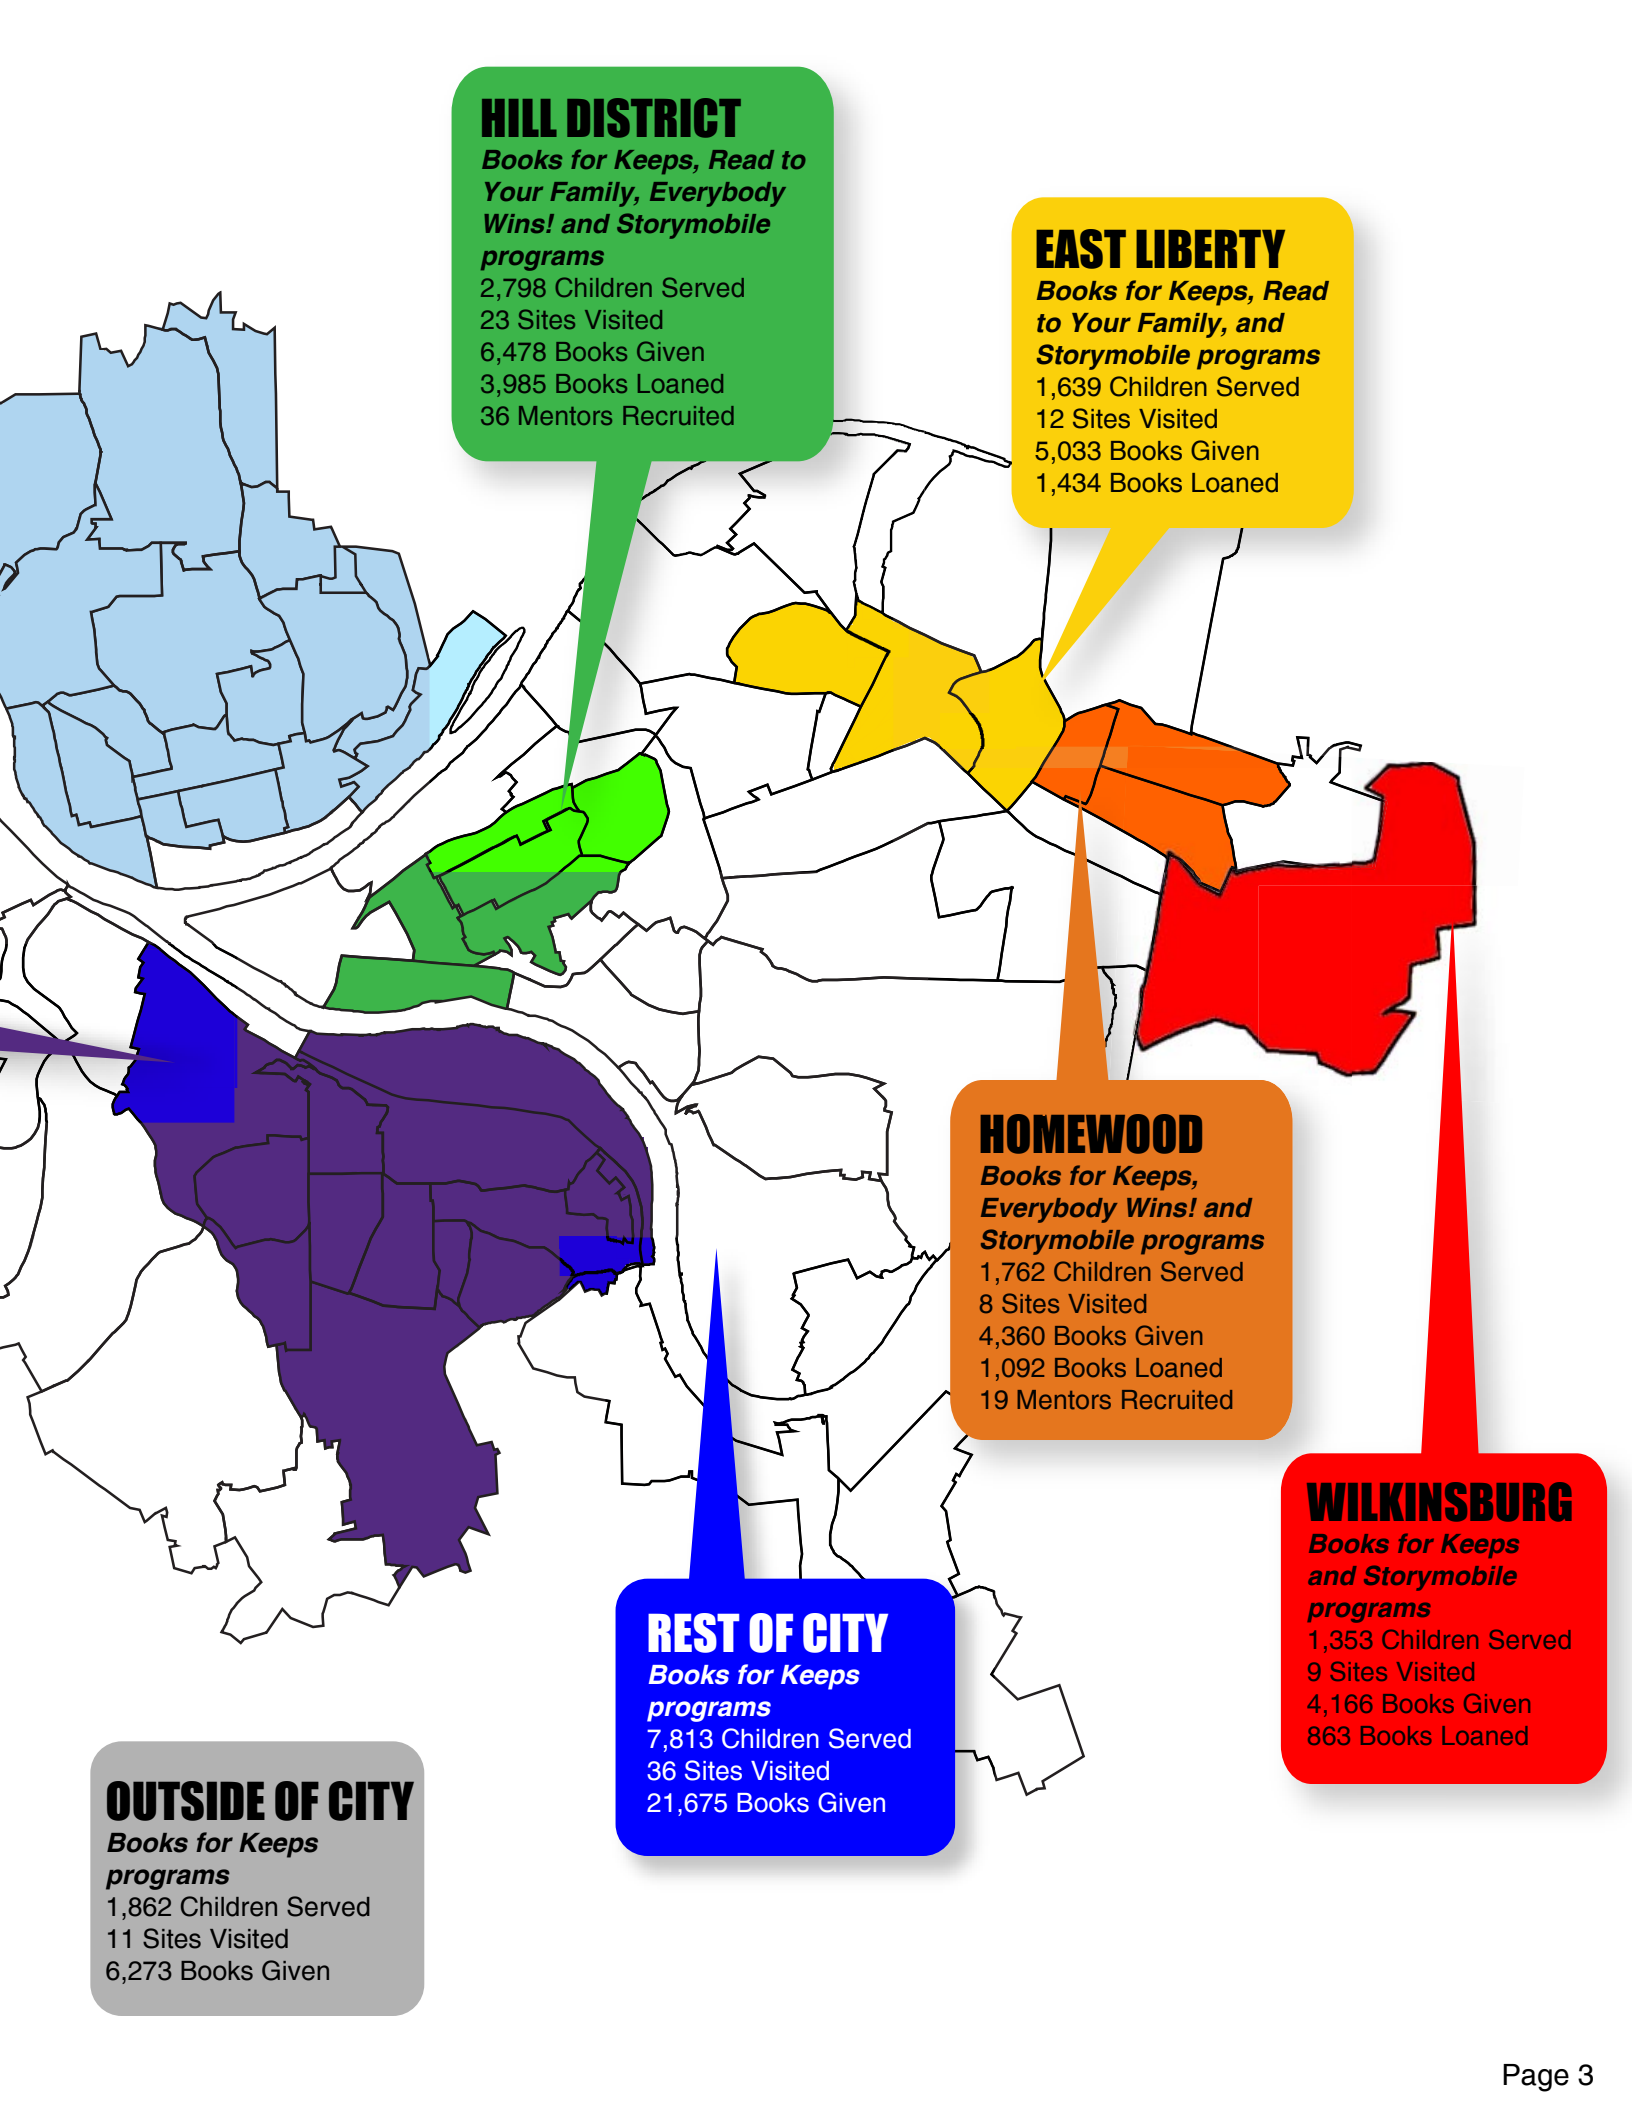 HILL DISTRICT
Books for Keeps, Read to
Your Family, Everybody
Wins! and Storymobile
programs
2,798 Children Served
23 Sites Visited
6,478 Books Given
3,985 Books Loaned
36 Mentors Recruited
EAST LIBERTY
Books for Keeps, Read
to Your Family, and
Storymobile programs
1,639 Children Served
12 Sites Visited
5,033 Books Given
1,434 Books Loaned
HOMEWOOD
Books for Keeps,
Everybody Wins! and
Storymobile programs
1,762 Children Served
8 Sites Visited
4,360 Books Given
1,092 Books Loaned
19 Mentors Recruited
WILKINSBURG
Books for Keeps
and Storymobile
programs
1,353 Children Served
9 Sites Visited
4,166 Books Given
863 Books Loaned
REST OF CITY
Books for Keeps
programs
7,813 Children Served
36 Sites Visited
21,675 Books Given
OUTSIDE OF CITY
Books for Keeps
programs
1,862 Children Served
11 Sites Visited
6,273 Books Given
Page 3